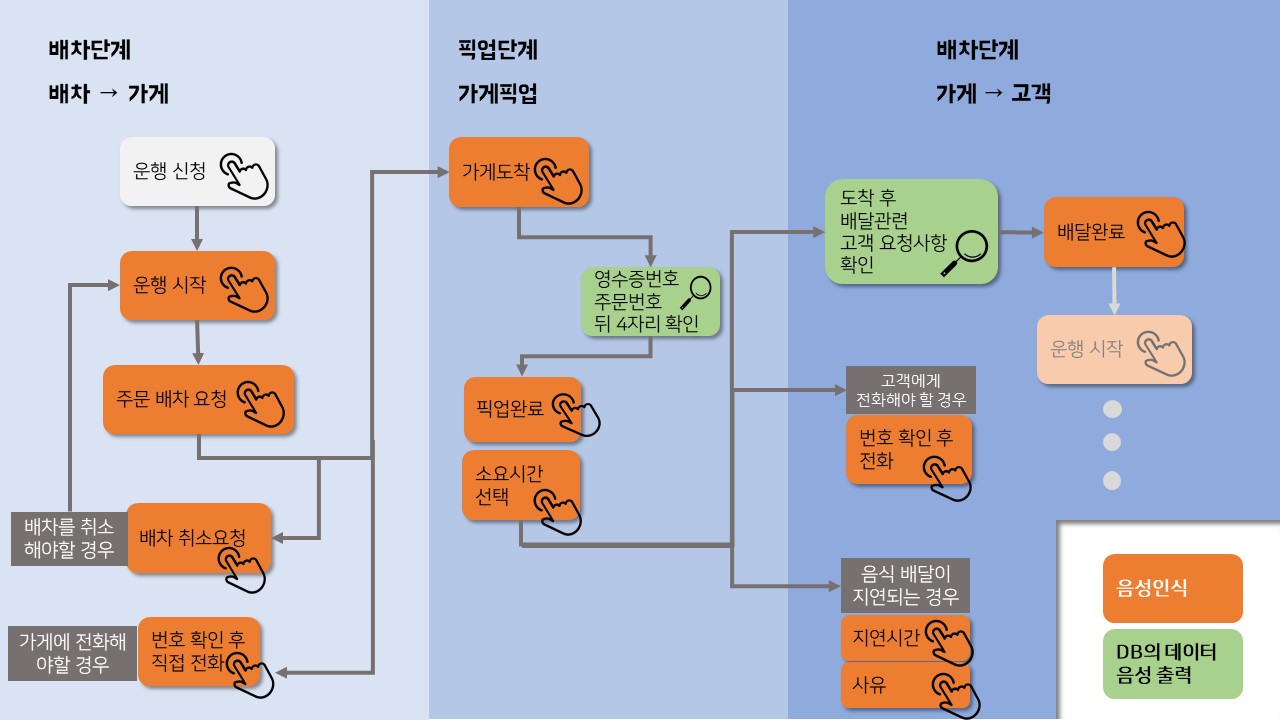 배차단계
배차 → 가게
운행 신청
운행 시작
주문 배차 요청
배차를 취소
해야할 경우
배차 취소요청
가게에 전화해
야할 경우
번호 확인 후
직접 전화
픽업단계
가게픽업
가게도착
영수증번호
주문번호
뒤 4자리 확인
픽업완료
소요시간
선택
배차단계
가게 → 고객
도착 후
배달관련
고객 요청사항
확인
배달완료
운행 시작
고객에게
전화해야 할 경우
번호 확인 후
전화
음식 배달이
지연되는 경우
지연시간
사유
음성인식
DB의 데이터
음성 출력